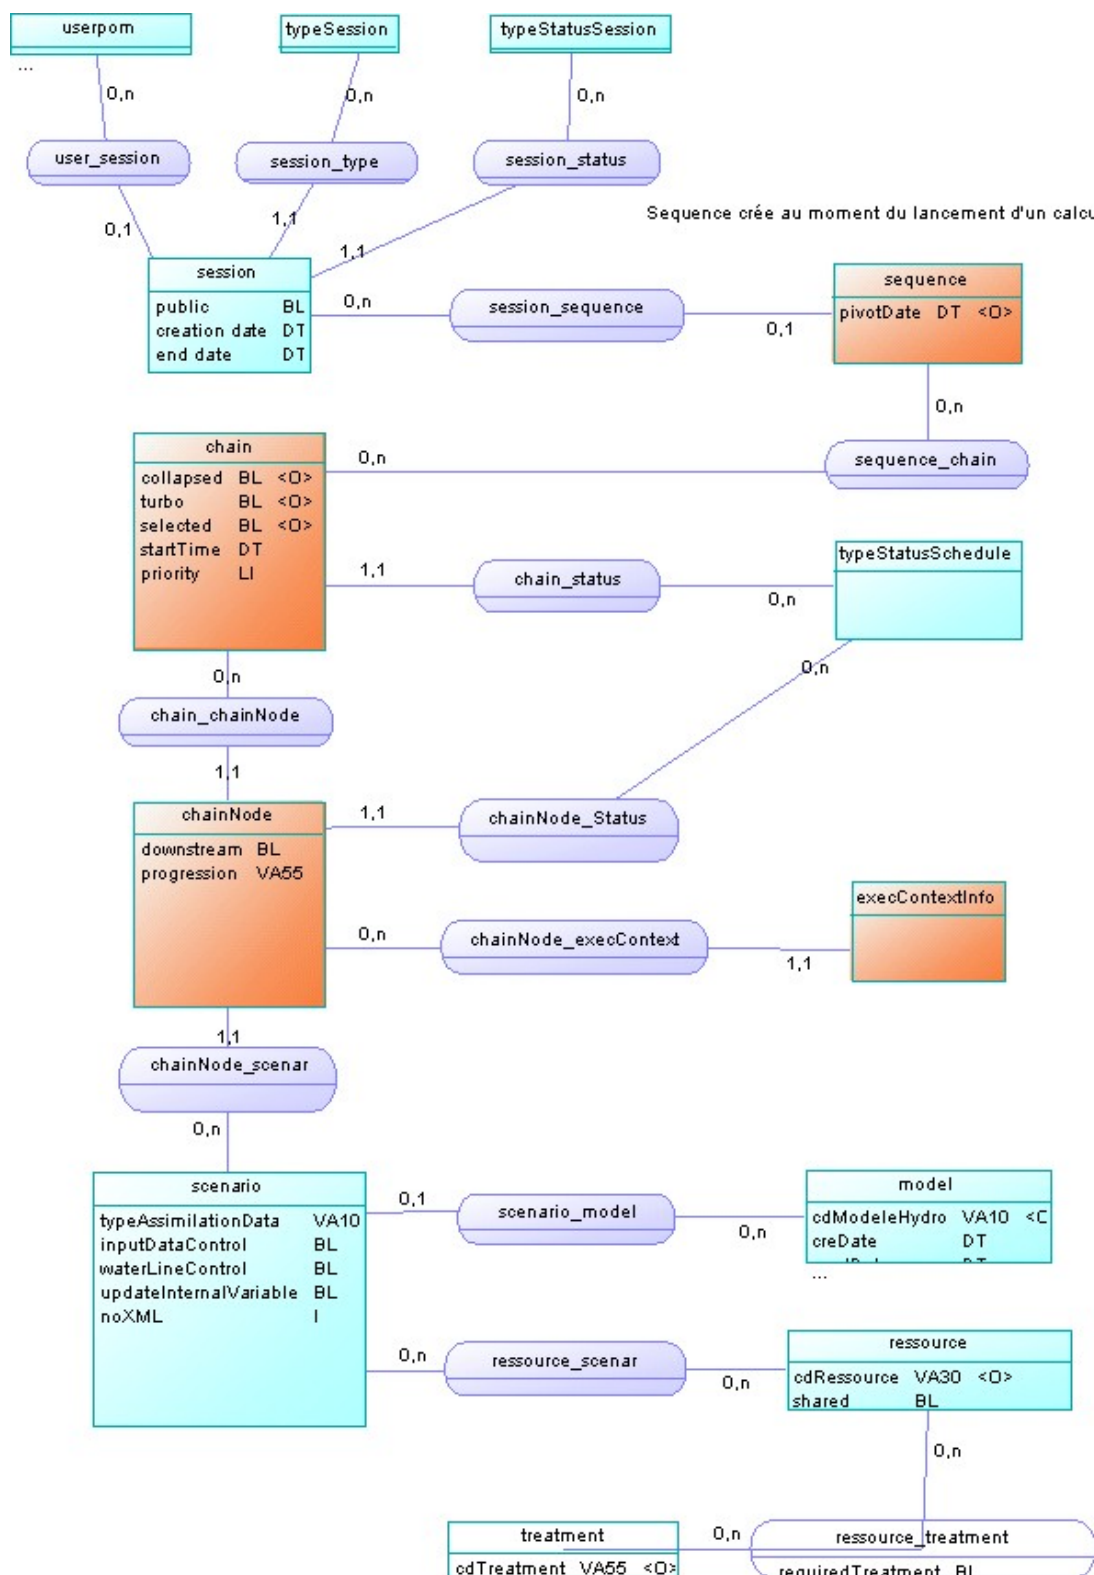 userpom
typeSession
typeStatusSession
...
0,n
0,n
0,n
user_session
session_type
session_status
0,1
1,1
1,1
Sequence crée au moment du lancement d'un calcu
session
public BL
creation date DT
end date DT
0,n
session_sequence
0,1
sequence
pivotDate DT <O>
0,n
chain
collapsed BL <O>
turbo BL <O>
selected BL <O>
startTime DT
priority LI
0,n
sequence_chain
1,1
chain_status
0,n
typeStatusSchedule
0,n
0,n
chain_chainNode
1,1
chainNode
downstream BL
progression VA55
1,1
chainNode_Status
0,n
chainNode_execContext
1,1
execContextInfo
1,1
chainNode_scenar
0,n
scenario
typeAssimilationData VA10
inputDataControl BL
waterLineControl BL
updateInternalVariable BL
noXML I
0,1
scenario_model
0,n
model
cdModeleHydro VA10 <O
creDate DT
...
0,n
ressource_scenar
0,n
ressource
cdRessource VA30 <O>
shared BL
0,n
treatment
cdTreatment VA55 <O>
0,n
ressource_treatment
requiredTreatment BL